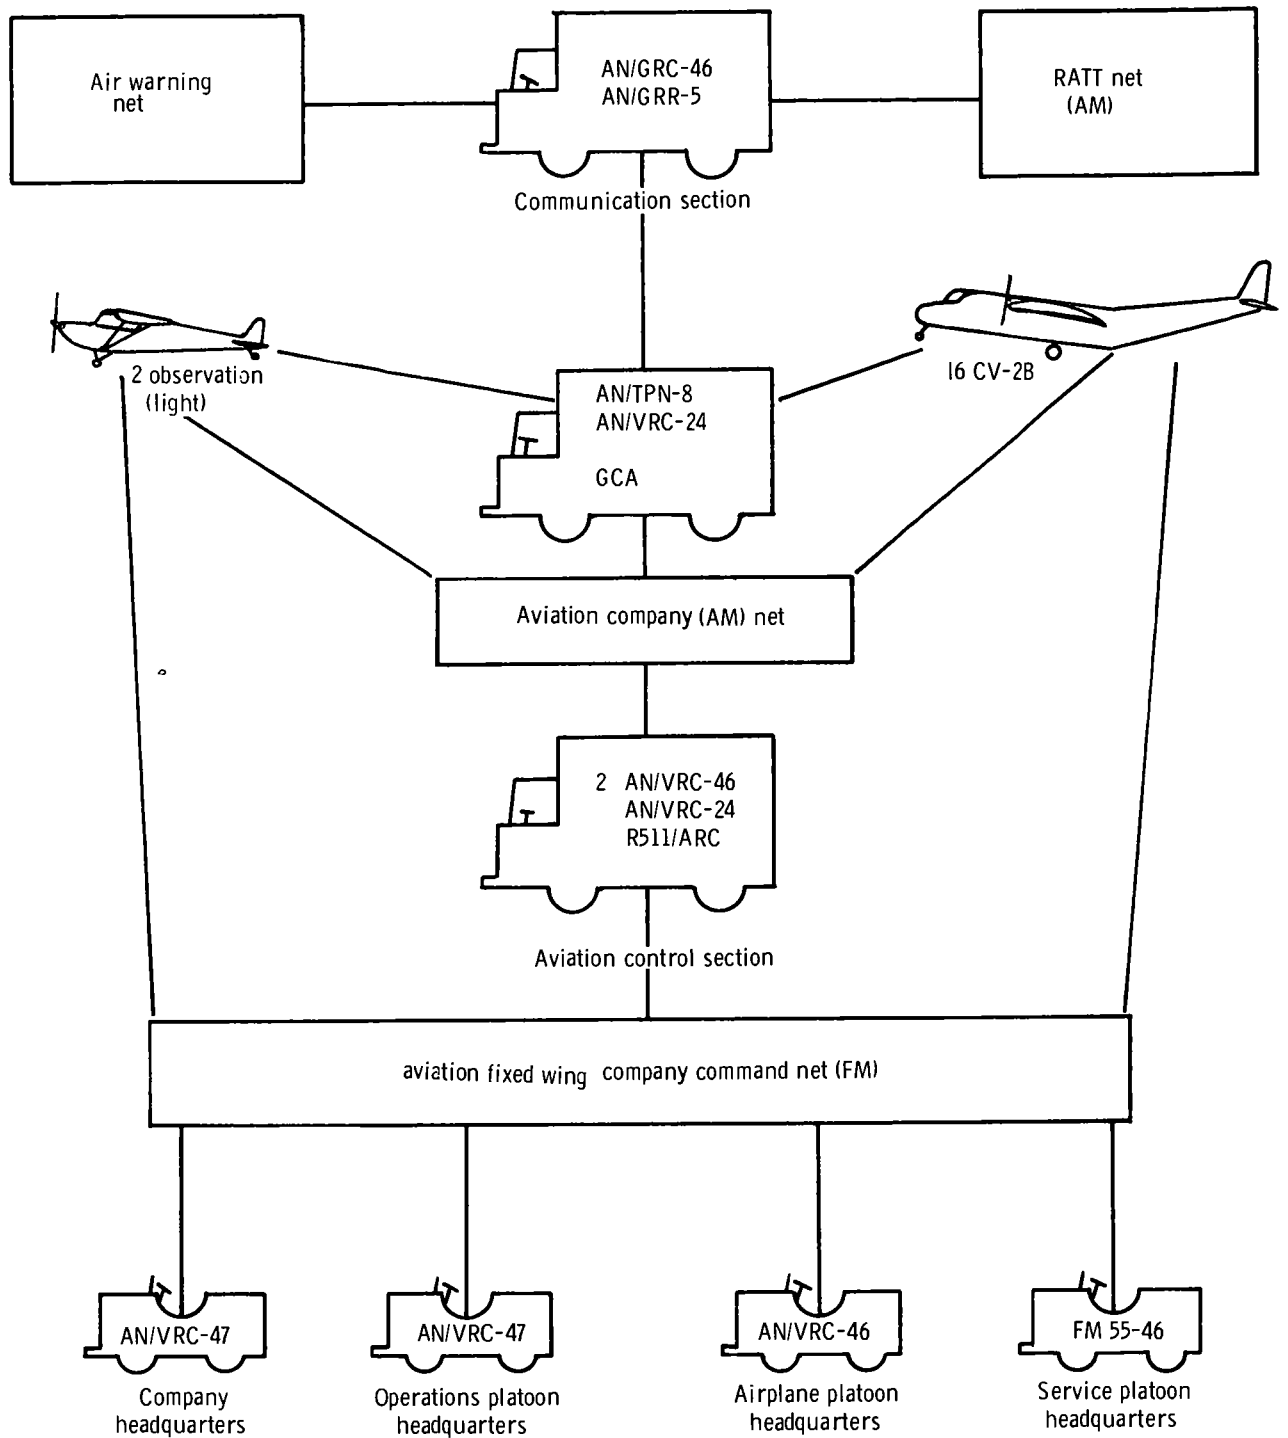 Air warning
net
AN/GRC-46
AN/GRR-5
RATT net
(AM)
Communication section
2 observation
(light)
16 CV-2B
AN/TPN-8
AN/VRC-24
GCA
Aviation company (AM) net
2 AN/VRC-46
AN/VRC-24
R511/ARC
Aviation control section
aviation fixed wing company command net (FM)
AN/VRC-47
AN/VRC-47
AN/VRC-46
FM 55-46
Company
headquarters
Operations platoon
headquarters
Airplane platoon
headquarters
Service platoon
headquarters